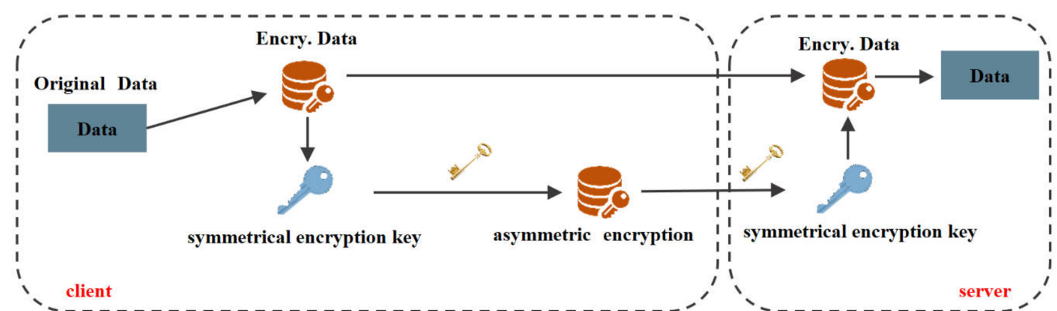 Encry. Data
Encry. Data
Original Data
Data
Data
symmetrical encryption key
asymmetric encryption
symmetrical encryption key
client
server